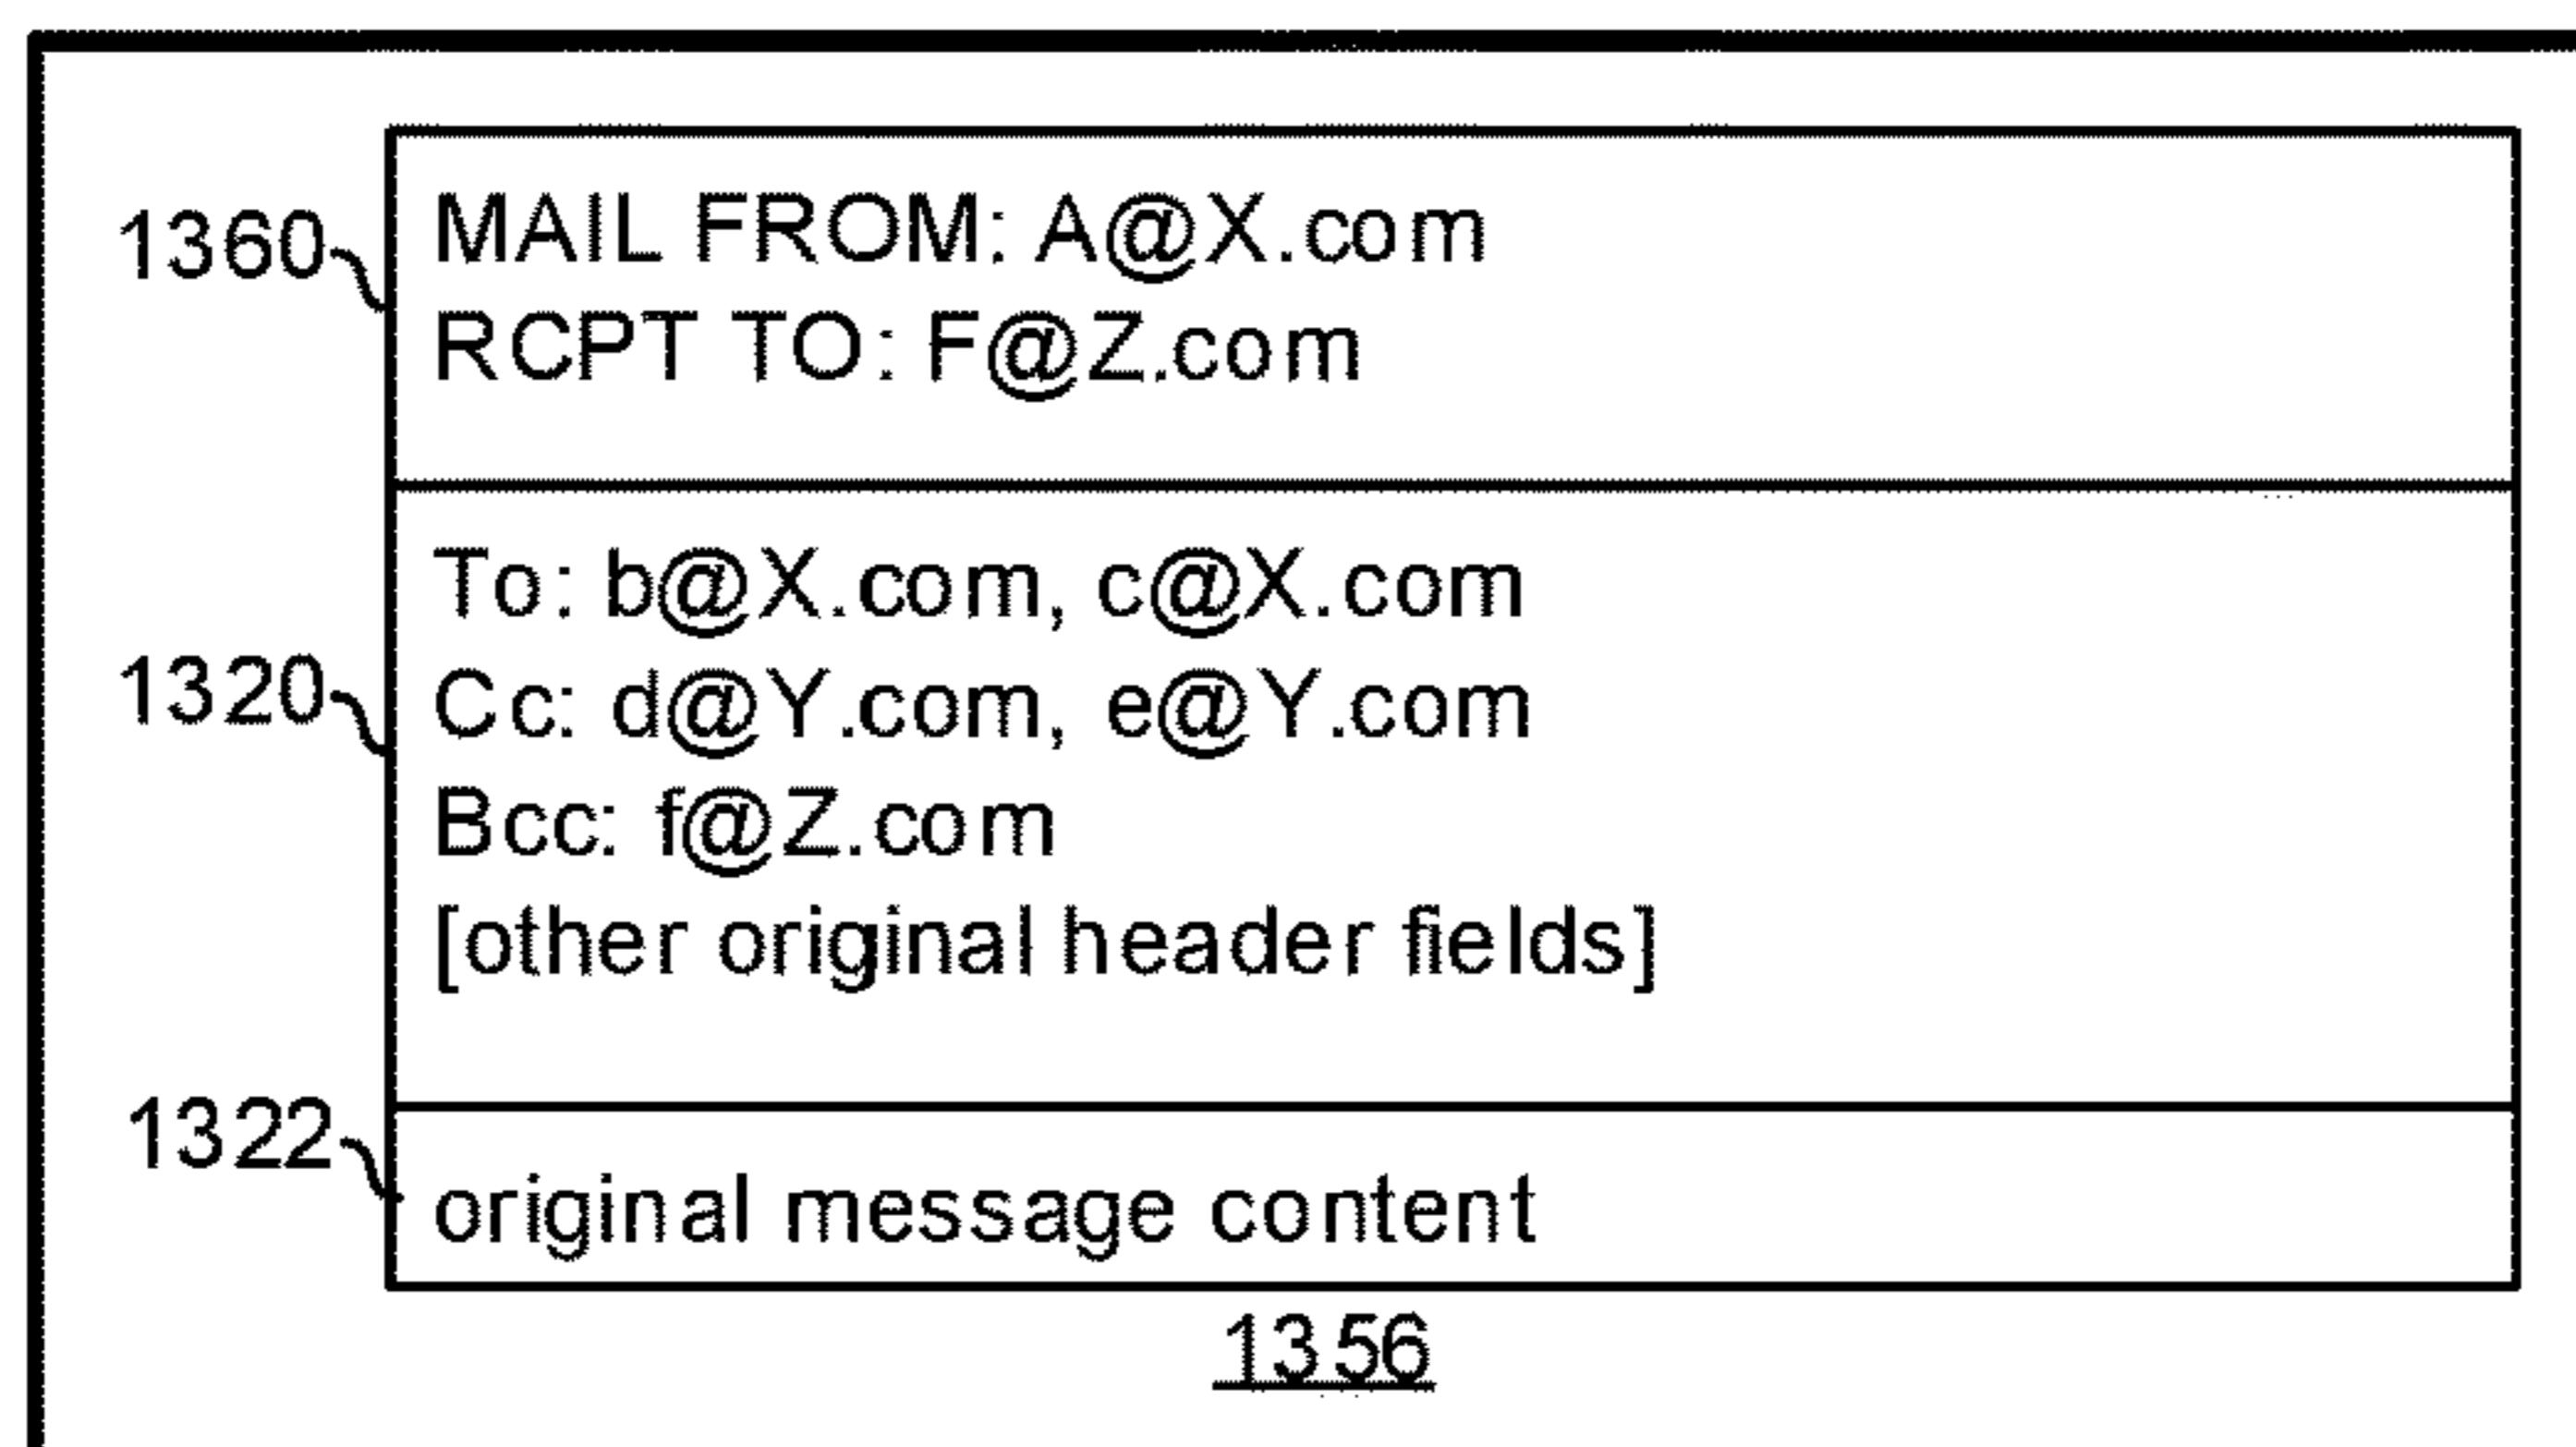 1360
MAIL FROM: A@X.com
RCPT TO: F@Z.com
1320
To: b@X.com, c@X.com
Cc: d@Y.com, e@Y.com
Bcc: f@Z.com
[other original header fields]
1322
original message content
1356